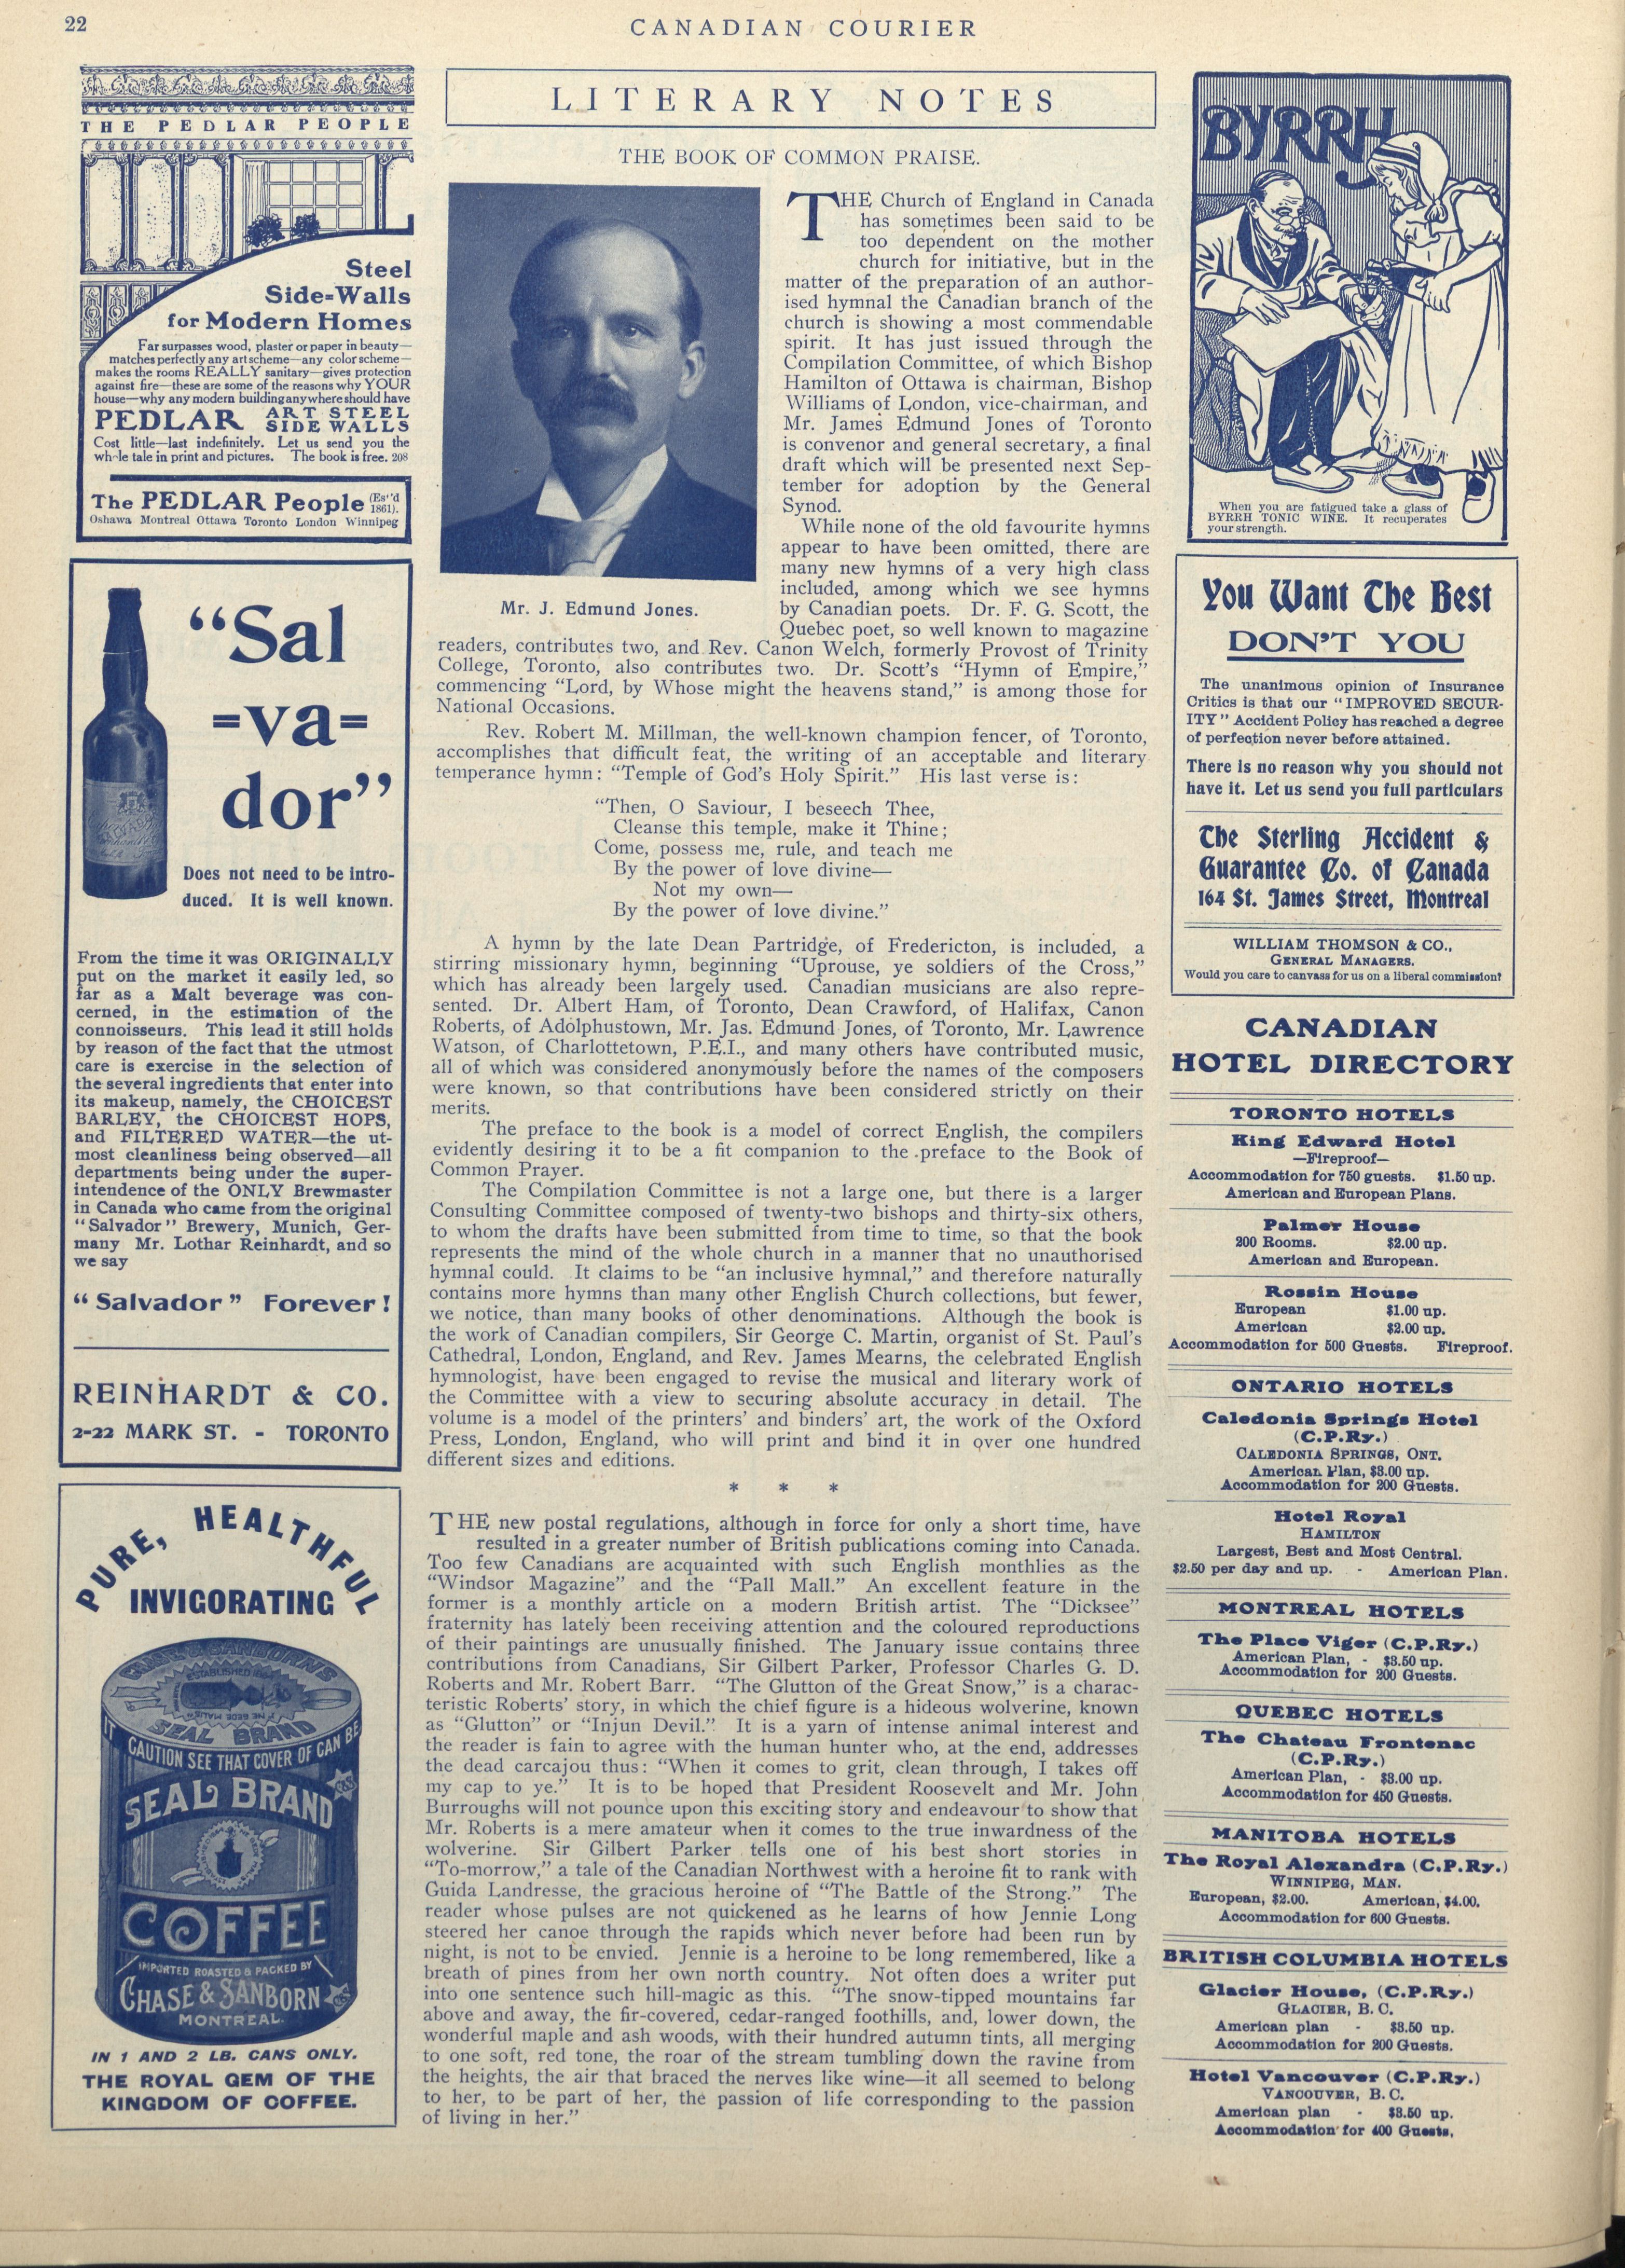 22
CANADIAN COURIER
THE PEDLAR PEOPLE
Steel
Side=Walls
for Modern Homes
Far surpasses wood, plaster or paper in beauty—
matches perfectly any art scheme—any color scheme—
makes the rooms REALLY sanitary—gives protection
against fire—these are some of the reasons why YOUR
house—why any modern building anywhere should have
PEDLAR ART STEEL
SIDE WALLS
Cost little—last indefinitely. Let us send you the
whole tale in print and pictures. The book is free. 208
The PEDLAR People (Es''d
1861).
Oshawa Montreal Ottawa Toronto London Winnipeg
"Sal
=va=
dor"
Does not need to be intro-
duced. It is well known.
From the time it was ORIGINALLY
put on the market it easily led, so
far as a Malt beverage was con-
cerned, in the estimation of the
connoisseurs. This lead it still holds
by reason of the fact that the utmost
care is exercise in the selection of
the several ingredients that enter into
its makeup, namely, the CHOICEST
BARLEY, the CHOICEST HOPS,
and FILTERED WATER—the ut-
most cleanliness being observed—all
departments being under the super-
intendence of the ONLY Brewmaster
in Canada who came from the original
"Salvador" Brewery, Munich, Ger-
many Mr. Lothar Reinhardt, and so
we say
"Salvador" Forever!
REINHARDT & CO.
2-22 MARK ST. - TORONTO
PURE, HEALTHFUL
INVIGORATING
CHASE & SANBORN'S
SEAL BRAND
CAUTION SEE THAT COVER OF CAN BE
SEAL BRAND
C&S
COFFEE
IMPORTED ROASTED & PACKED BY
CHASE & SANBORN
MONTREAL.
IN 1 AND 2 LB. CANS ONLY.
THE ROYAL GEM OF THE
KINGDOM OF COFFEE.
LITERARY NOTES
THE BOOK OF COMMON PRAISE.
Mr. J. Edmund Jones.
THE Church of England in Canada
has sometimes been said to be
too dependent on the mother
church for initiative, but in the
matter of the preparation of an author-
ised hymnal the Canadian branch of the
church is showing a most commendable
spirit. It has just issued through the
Compilation Committee, of which Bishop
Hamilton of Ottawa is chairman, Bishop
Williams of London, vice-chairman, and
Mr. James Edmund Jones of Toronto
is convenor and general secretary, a final
draft which will be presented next Sep-
tember for adoption by the General
Synod.
While none of the old favourite hymns
appear to have been omitted, there are
many new hymns of a very high class
included, among which we see hymns
by Canadian poets. Dr. F. G. Scott, the
Quebec poet, so well known to magazine
readers, contributes two, and Rev. Canon Welch, formerly Provost of Trinity
College, Toronto, also contributes two. Dr. Scott's "Hymn of Empire,"
commencing "Lord, by Whose might the heavens stand," is among those for
National Occasions.
Rev. Robert M. Millman, the well-known champion fencer, of Toronto,
accomplishes that difficult feat, the writing of an acceptable and literary
temperance hymn: "Temple of God's Holy Spirit." His last verse is:
"Then, O Saviour, I beseech Thee,
Cleanse this temple, make it Thine;
Come, possess me, rule, and teach me
By the power of love divine—
Not my own—
By the power of love divine."
A hymn by the late Dean Partridge, of Fredericton, is included, a
stirring missionary hymn, beginning "Uprouse, ye soldiers of the Cross,"
which has already been largely used. Canadian musicians are also repre-
sented. Dr. Albert Ham, of Toronto, Dean Crawford, of Halifax, Canon
Roberts, of Adolphustown, Mr. Jas. Edmund Jones, of Toronto, Mr. Lawrence
Watson, of Charlottetown, P.E.I., and many others have contributed music,
all of which was considered anonymously before the names of the composers
were known, so that contributions have been considered strictly on their
merits.
The preface to the book is a model of correct English, the compilers
evidently desiring it to be a fit companion to the preface to the Book of
Common Prayer.
The Compilation Committee is not a large one, but there is a larger
Consulting Committee composed of twenty-two bishops and thirty-six others,
to whom the drafts have been submitted from time to time, so that the book
represents the mind of the whole church in a manner that no unauthorised
hymnal could. It claims to be "an inclusive hymnal," and therefore naturally
contains more hymns than many other English Church collections, but fewer,
we notice, than many books of other denominations. Although the book is
the work of Canadian compilers, Sir George C. Martin, organist of St. Paul's
Cathedral, London, England, and Rev. James Mearns, the celebrated English
hymnologist, have been engaged to revise the musical and literary work of
the Committee with a view to securing absolute accuracy in detail. The
volume is a model of the printers' and binders' art, the work of the Oxford
Press, London, England, who will print and bind it in over one hundred
different sizes and editions.
* * *
THE new postal regulations, although in force for only a short time, have
resulted in a greater number of British publications coming into Canada.
Too few Canadians are acquainted with such English monthlies as the
"Windsor Magazine" and the "Pall Mall." An excellent feature in the
former is a monthly article on a modern British artist. The "Dicksee"
fraternity has lately been receiving attention and the coloured reproductions
of their paintings are unusually finished. The January issue contains three
contributions from Canadians, Sir Gilbert Parker, Professor Charles G. D.
Roberts and Mr. Robert Barr. "The Glutton of the Great Snow," is a charac-
teristic Roberts' story, in which the chief figure is a hideous wolverine, known
as "Glutton" or "Injun Devil." It is a yarn of intense animal interest and
the reader is fain to agree with the human hunter who, at the end, addresses
the dead carcajou thus: "When it comes to grit, clean through, I takes off
my cap to ye." It is to be hoped that President Roosevelt and Mr. John
Burroughs will not pounce upon this exciting story and endeavour to show that
Mr. Roberts is a mere amateur when it comes to the true inwardness of the
wolverine. Sir Gilbert Parker tells one of his best short stories in
"To-morrow," a tale of the Canadian Northwest with a heroine fit to rank with
Guida Landresse, the gracious heroine of "The Battle of the Strong." The
reader whose pulses are not quickened as he learns of how Jennie Long
steered her canoe through the rapids which never before had been run by
night, is not to be envied. Jennie is a heroine to be long remembered, like a
breath of pines from her own north country. Not often does a writer put
into one sentence such hill-magic as this. "The snow-tipped mountains far
above and away, the fir-covered, cedar-ranged foothills, and, lower down, the
wonderful maple and ash woods, with their hundred autumn tints, all merging
to one soft, red tone, the roar of the stream tumbling down the ravine from
the heights, the air that braced the nerves like wine—it all seemed to belong
to her, to be part of her, the passion of life corresponding to the passion
of living in her."
BYRRH
When you are fatigued take a glass of
BYRRH TONIC WINE. It recuperates
your strength.
You Want The Best
DON'T YOU
The unanimous opinion of Insurance
Critics is that our "IMPROVED SECUR-
ITY" Accident Policy has reached a degree
of perfection never before attained.
There is no reason why you should not
have it. Let us send you full particulars
The Sterling Accident &
Guarantee Co. of Canada
164 St. James Street, Montreal
WILLIAM THOMSON & CO.,
GENERAL MANAGERS.
Would you care to canvass for us on a liberal commission?
CANADIAN
HOTEL DIRECTORY
TORONTO HOTELS
King Edward Hotel
—Fireproof—
Accommodation for 750 guests. $1.50 up.
American and European Plans.
Palmer House
200 Rooms. $2.00 up.
American and European.
Rossin House
European $1.00 up.
American $2.00 up.
Accommodation for 500 Guests. Fireproof.
ONTARIO HOTELS
Caledonia Springs Hotel
(C.P.Ry.)
CALEDONIA SPRINGS, ONT.
American Plan, $3.00 up.
Accommodation for 200 Guests.
Hotel Royal
HAMILTON
Largest, Best and Most Central.
$2.50 per day and up. - American Plan.
MONTREAL HOTELS
The Place Viger (C.P.Ry.)
American Plan, - $3.50 up.
Accommodation for 200 Guests.
QUEBEC HOTELS
The Chateau Frontenac
(C.P.Ry.)
American Plan, - $3.00 up.
Accommodation for 450 Guests.
MANITOBA HOTELS
The Royal Alexandra (C.P.Ry.)
WINNIPEG, MAN.
European, $2.00. American, $4.00.
Accommodation for 600 Guests.
BRITISH COLUMBIA HOTELS
Glacier House, (C.P.Ry.)
GLACIER, B. C.
American plan - $3.50 up.
Accommodation for 200 Guests.
Hotel Vancouver (C.P.Ry.)
VANCOUVER, B. C.
American plan - $3.50 up.
Accommodation for 400 Guests.